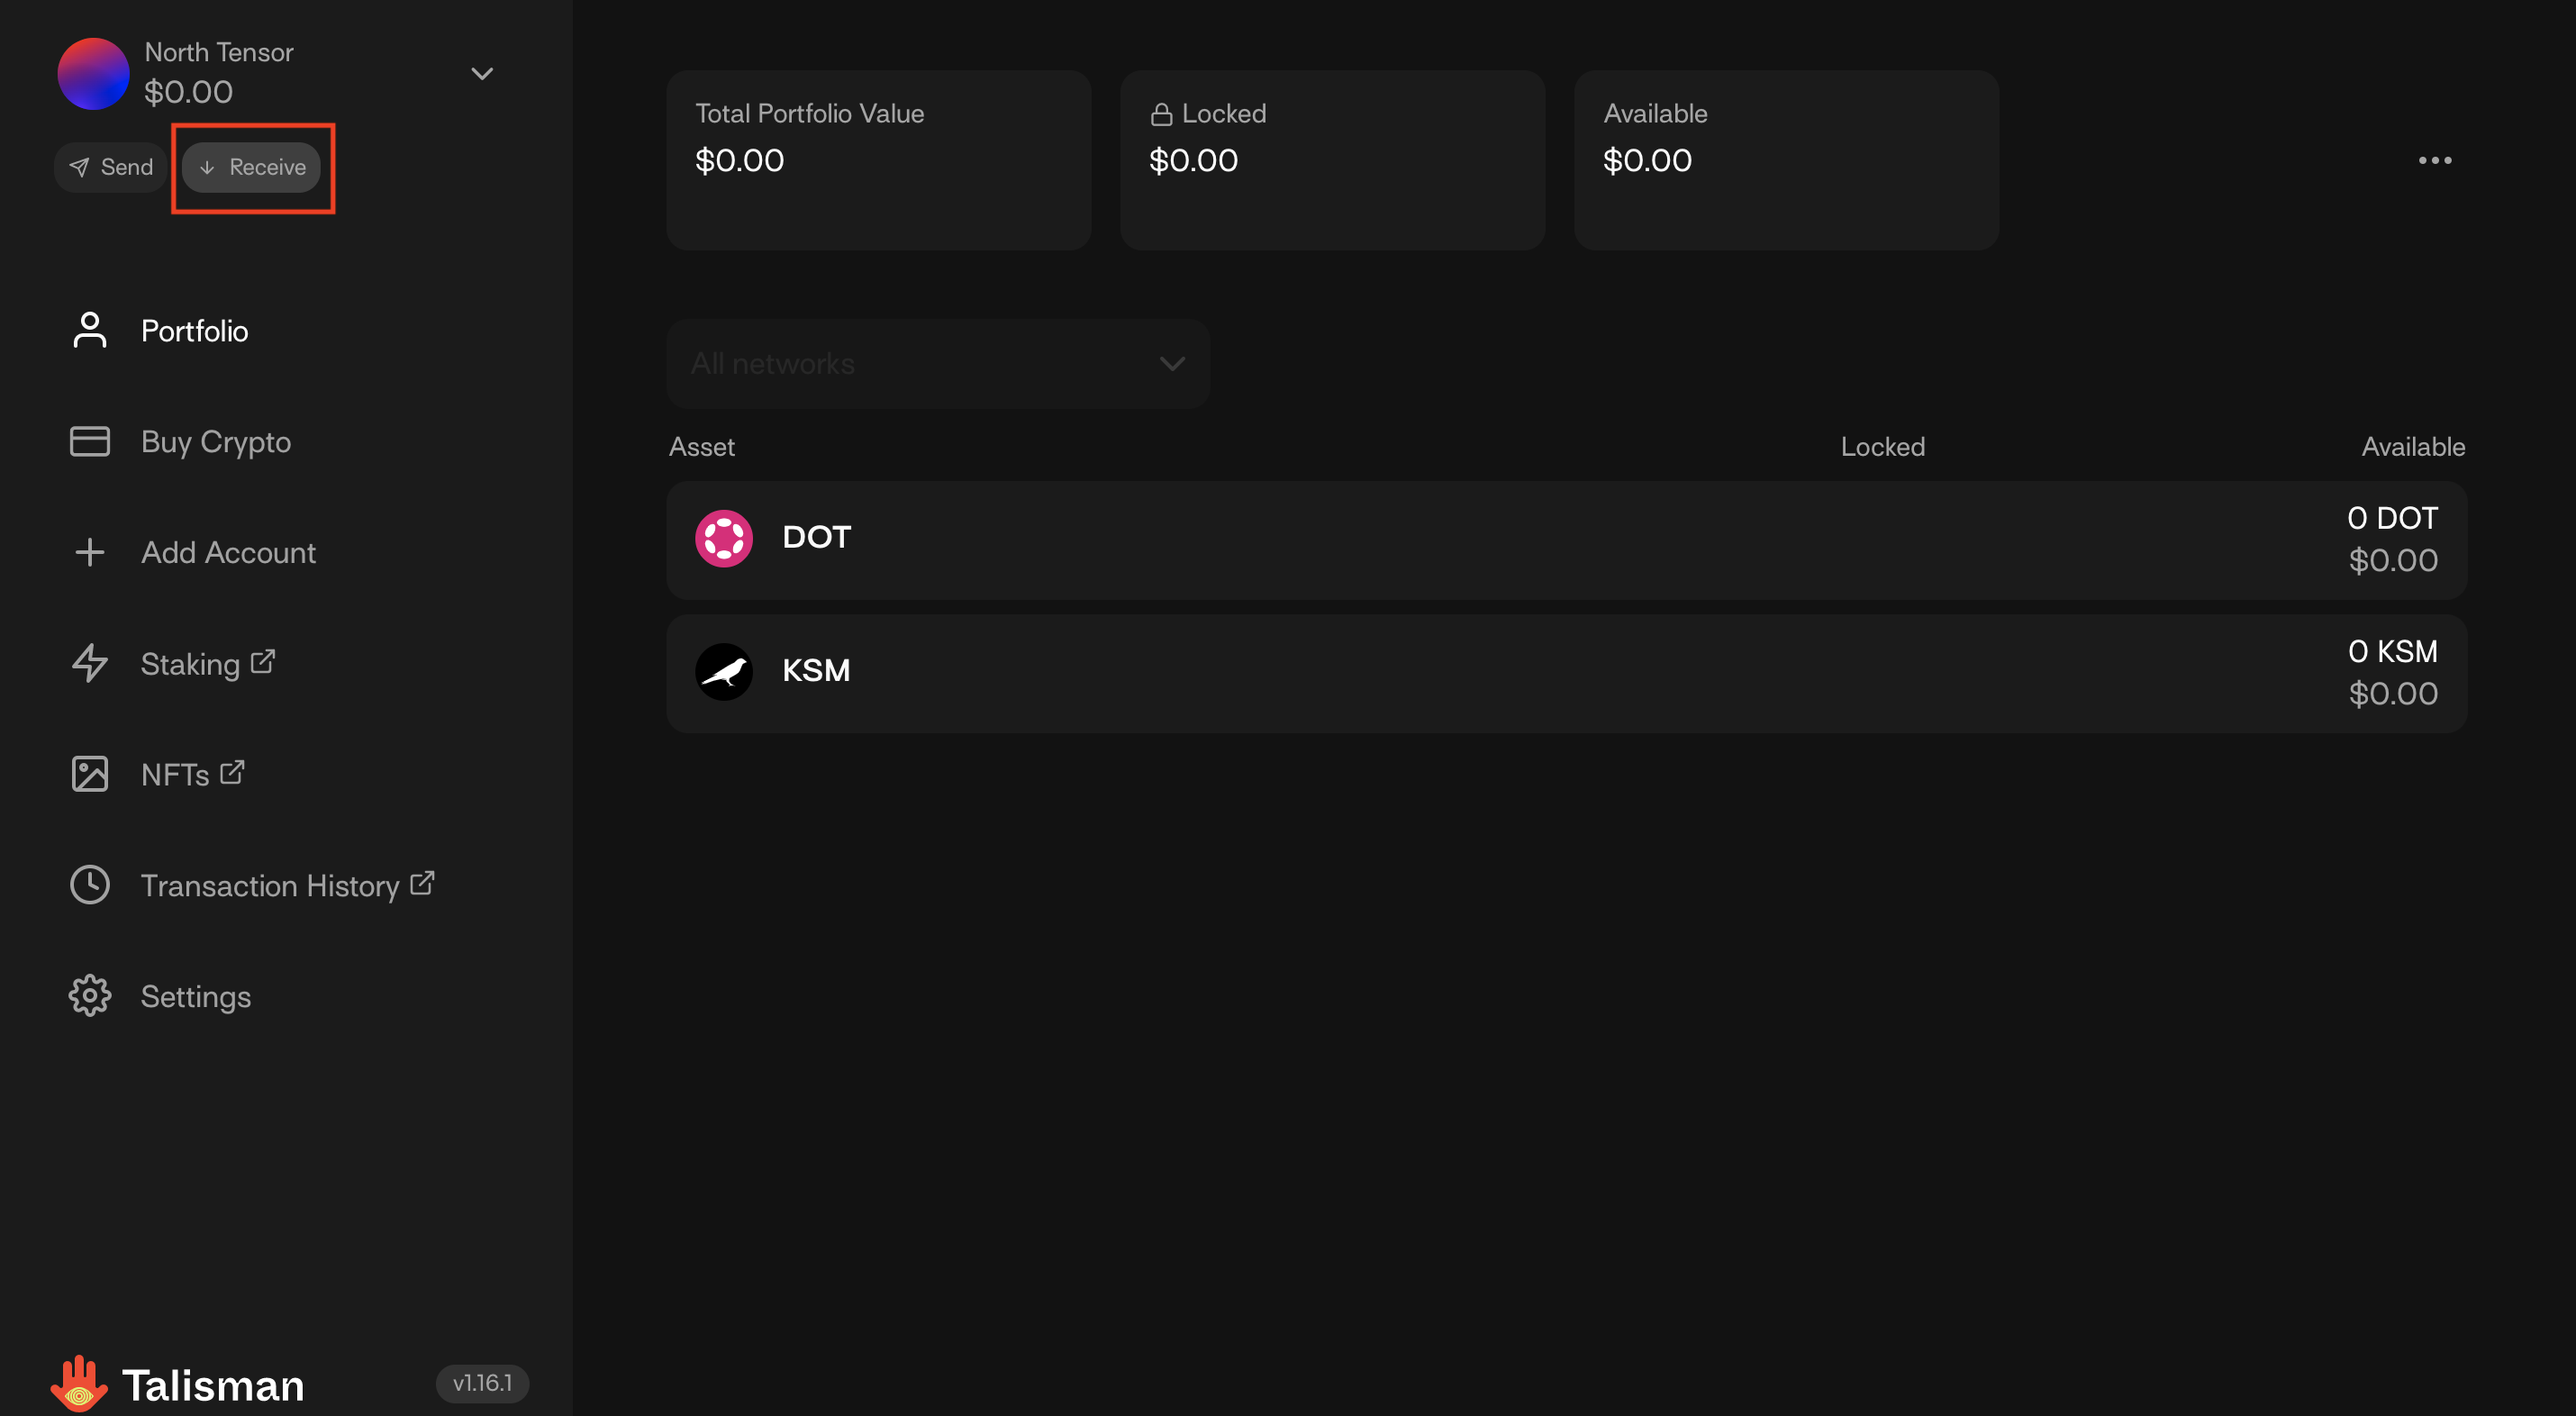 North Tensor
$0.00
Send
Receive
Portfolio
Buy Crypto
Add Account
Staking
NFTs
Transaction History
Settings
Talisman
v1.16.1
Total Portfolio Value
$0.00
Locked
$0.00
Available
$0.00
All networks
Asset Locked Available
DOT
0 DOT
$0.00
KSM
0 KSM
$0.00